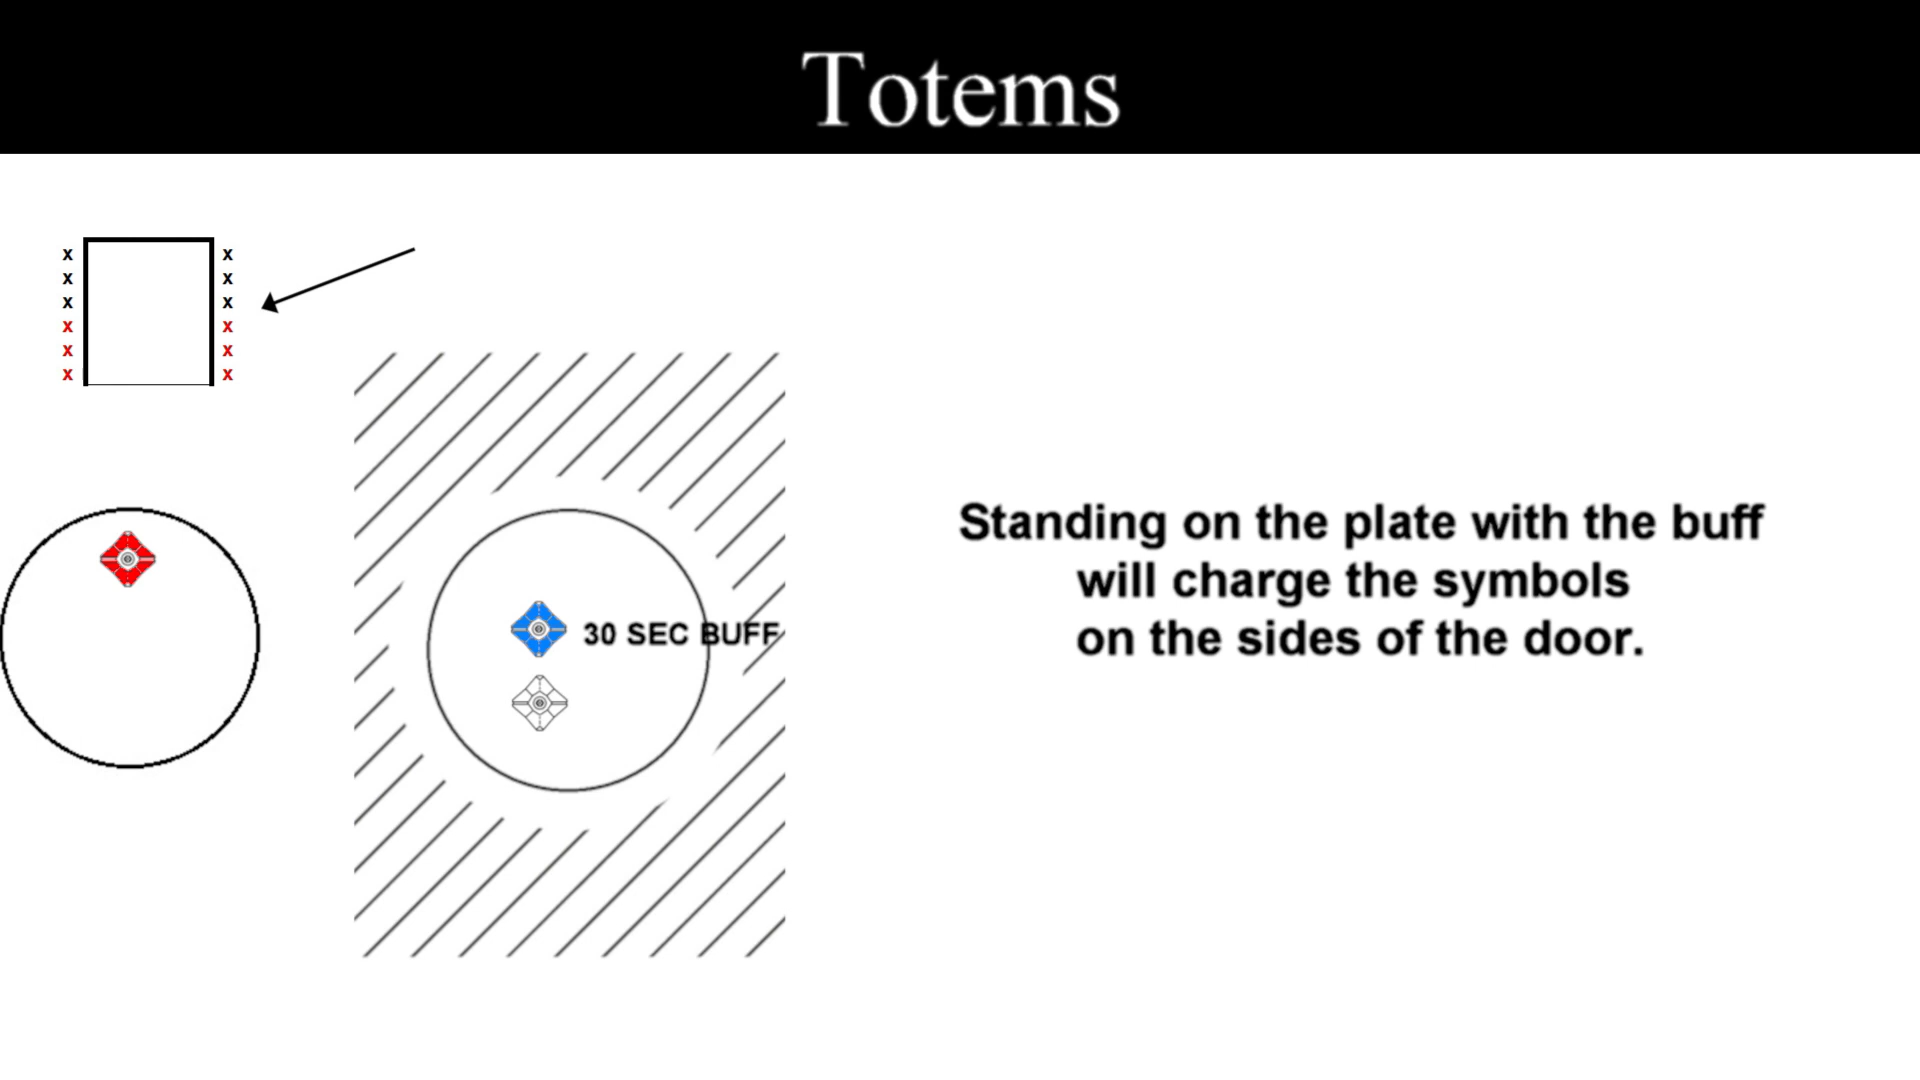 Totems
x x
x x
x x
x x
x x
x x
30 SEC BUFF
Standing on the plate with the buff
will charge the symbols
on the sides of the door.